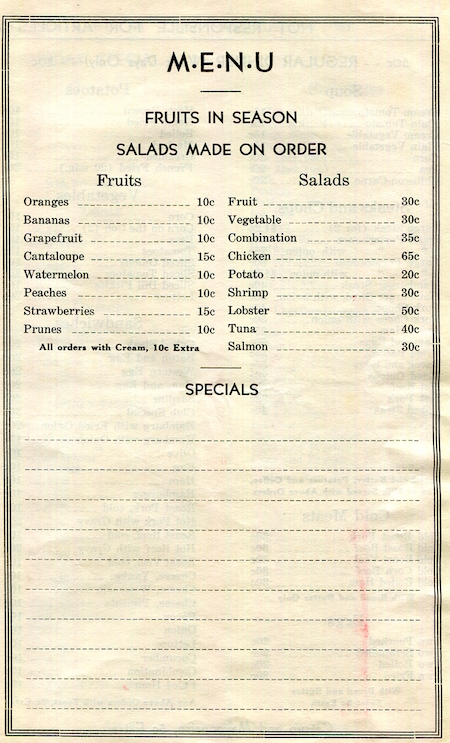 M·E·N·U
FRUITS IN SEASON
SALADS MADE ON ORDER
Fruits
Oranges 10c
Bananas 10c
Grapefruit 10c
Cantaloupe 15c
Watermelon 10c
Peaches 10c
Strawberries 15c
Prunes 10c
All orders with Cream, 10c Extra
Salads
Fruit 30c
Vegetable 30c
Combination 35c
Chicken 65c
Potato 20c
Shrimp 30c
Lobster 50c
Tuna 40c
Salmon 30c
SPECIALS